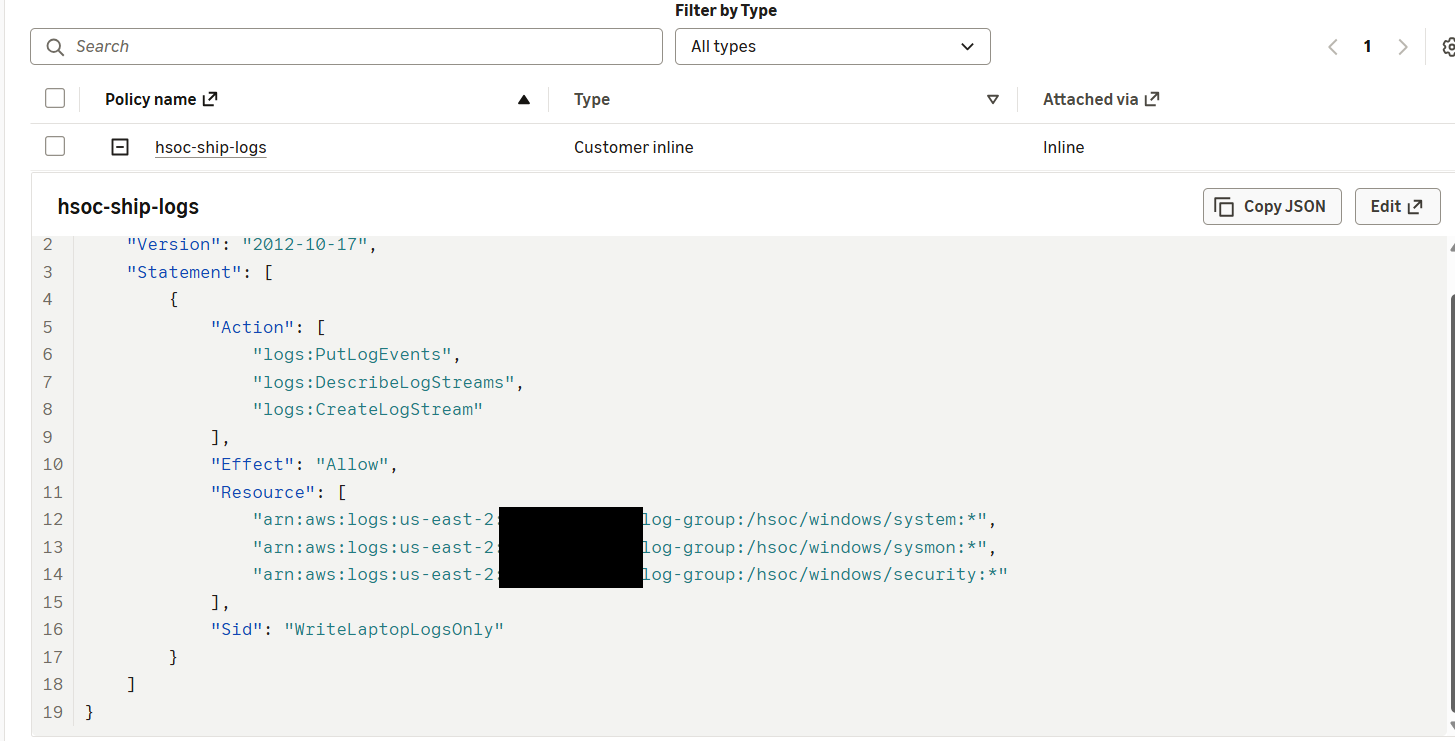 Filter by Type
Search
All types
1
Policy name
Type
Attached via
hsoc-ship-logs
Customer inline
Inline
hsoc-ship-logs
Copy JSON
Edit
2 "Version": "2012-10-17",
3 "Statement": [
4 {
5 "Action": [
6 "logs:PutLogEvents",
7 "logs:DescribeLogStreams",
8 "logs:CreateLogStream"
9 ],
10 "Effect": "Allow",
11 "Resource": [
12 "arn:aws:logs:us-east-2: log-group:/hsoc/windows/system:*",
13 "arn:aws:logs:us-east-2: log-group:/hsoc/windows/sysmon:*",
14 "arn:aws:logs:us-east-2: log-group:/hsoc/windows/security:*"
15 ],
16 "Sid": "WriteLaptopLogsOnly"
17 }
18 ]
19 }